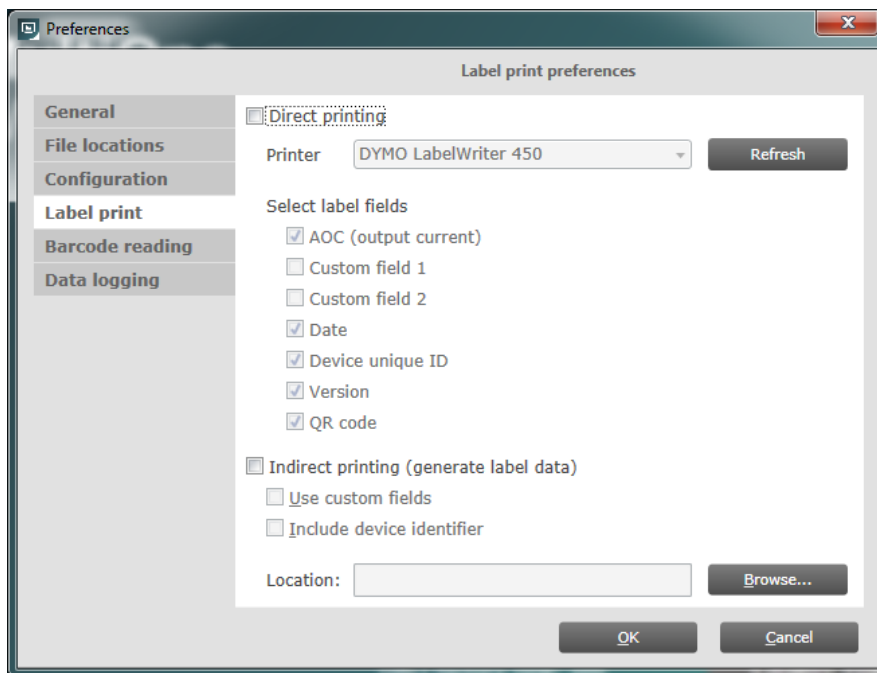 Preferences
Label print preferences
General
File locations
Configuration
Label print
Barcode reading
Data logging
Direct printing
Printer DYMO LabelWriter 450 Refresh
Select label fields
AOC (output current)
Custom field 1
Custom field 2
Date
Device unique ID
Version
QR code
Indirect printing (generate label data)
Use custom fields
Include device identifier
Location: Browse...
OK Cancel